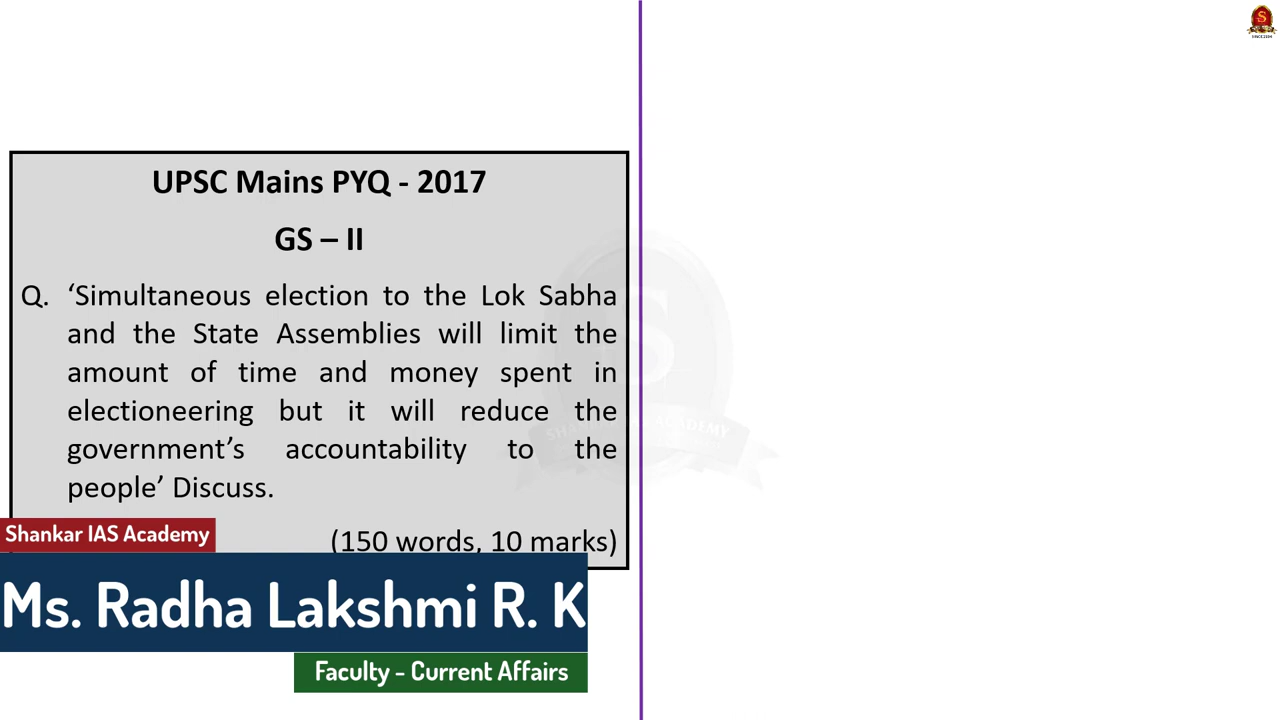 UPSC Mains PYQ - 2017
GS – II
Q. ‘Simultaneous election to the Lok Sabha
and the State Assemblies will limit the
amount of time and money spent in
electioneering but it will reduce the
government’s accountability to the
people’ Discuss.
(150 words, 10 marks)
Shankar IAS Academy
Ms. Radha Lakshmi R. K
Faculty - Current Affairs